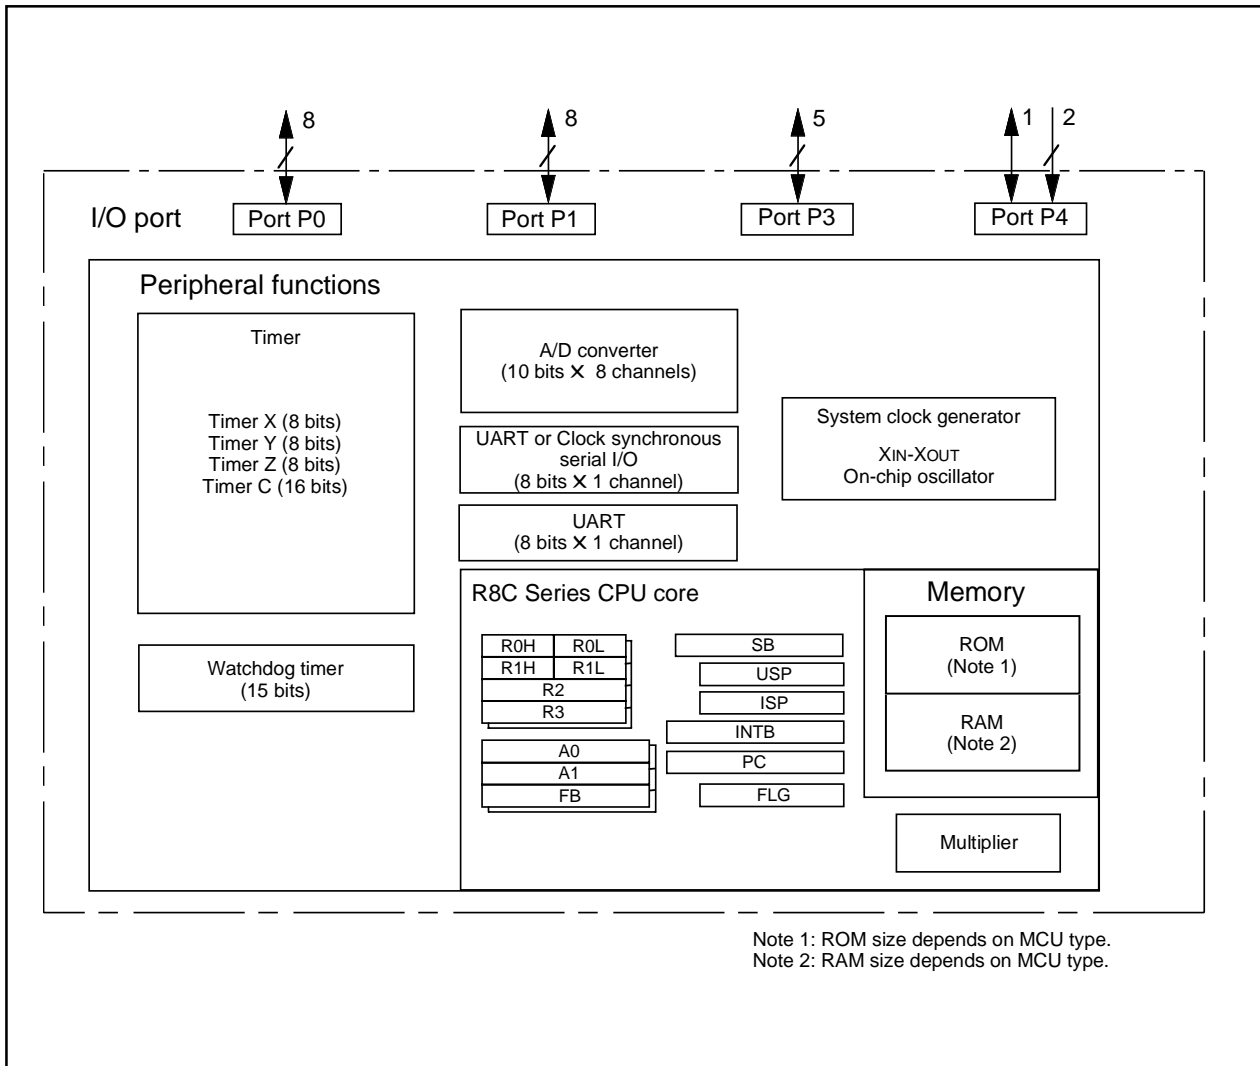 8
8
5
1
2
I/O port
Port P0
Port P1
Port P3
Port P4
Peripheral functions
Timer
Timer X (8 bits)
Timer Y (8 bits)
Timer Z (8 bits)
Timer C (16 bits)
A/D converter
(10 bits × 8 channels)
System clock generator
XIN-XOUT
On-chip oscillator
UART or Clock synchronous
serial I/O
(8 bits × 1 channel)
UART
(8 bits × 1 channel)
Watchdog timer
(15 bits)
R8C Series CPU core
R0H
R0L
R1H
R1L
R2
R3
A0
A1
FB
SB
USP
ISP
INTB
PC
FLG
Memory
ROM
(Note 1)
RAM
(Note 2)
Multiplier
Note 1: ROM size depends on MCU type.
Note 2: RAM size depends on MCU type.